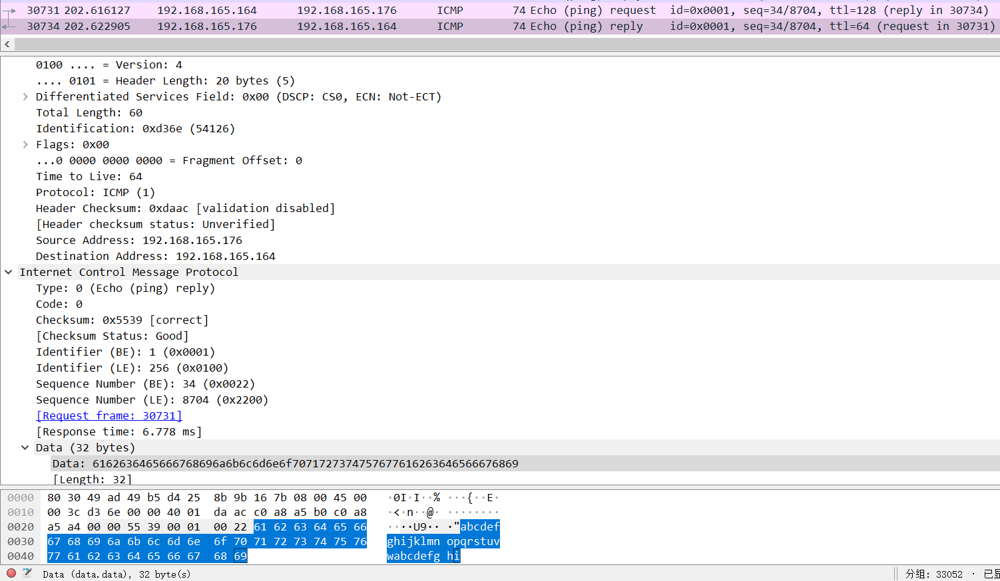 30731 202.616127 192.168.165.164 192.168.165.176 ICMP 74 Echo (ping) request id=0x0001, seq=34/8704, ttl=128 (reply in 30734)
30734 202.622905 192.168.165.176 192.168.165.164 ICMP 74 Echo (ping) reply id=0x0001, seq=34/8704, ttl=64 (request in 30731)
0100 .... = Version: 4
.... 0101 = Header Length: 20 bytes (5)
Differentiated Services Field: 0x00 (DSCP: CS0, ECN: Not-ECT)
Total Length: 60
Identification: 0xd36e (54126)
Flags: 0x00
...0 0000 0000 0000 = Fragment Offset: 0
Time to Live: 64
Protocol: ICMP (1)
Header Checksum: 0xdaac [validation disabled]
[Header checksum status: Unverified]
Source Address: 192.168.165.176
Destination Address: 192.168.165.164
Internet Control Message Protocol
Type: 0 (Echo (ping) reply)
Code: 0
Checksum: 0x5539 [correct]
[Checksum Status: Good]
Identifier (BE): 1 (0x0001)
Identifier (LE): 256 (0x0100)
Sequence Number (BE): 34 (0x0022)
Sequence Number (LE): 8704 (0x2200)
[Request frame: 30731]
[Response time: 6.778 ms]
Data (32 bytes)
Data: 6162636465666768696a6b6c6d6e6f7071727374757677616263646566676869
[Length: 32]
0000 80 30 49 ad 49 b5 d4 25 8b 9b 16 7b 08 00 45 00 ·0I·I··% ···{··E·
0010 00 3c d3 6e 00 00 40 01 da ac c0 a8 a5 b0 c0 a8 ·<·n··@· ········
0020 a5 a4 00 00 55 39 00 01 00 22 61 62 63 64 65 66 ····U9·· ·"abcdef
0030 67 68 69 6a 6b 6c 6d 6e 6f 70 71 72 73 74 75 76 ghijklmn opqrstuv
0040 77 61 62 63 64 65 66 67 68 69 wabcdefg hi
Data (data.data), 32 byte(s) 分组: 33052 · 已显